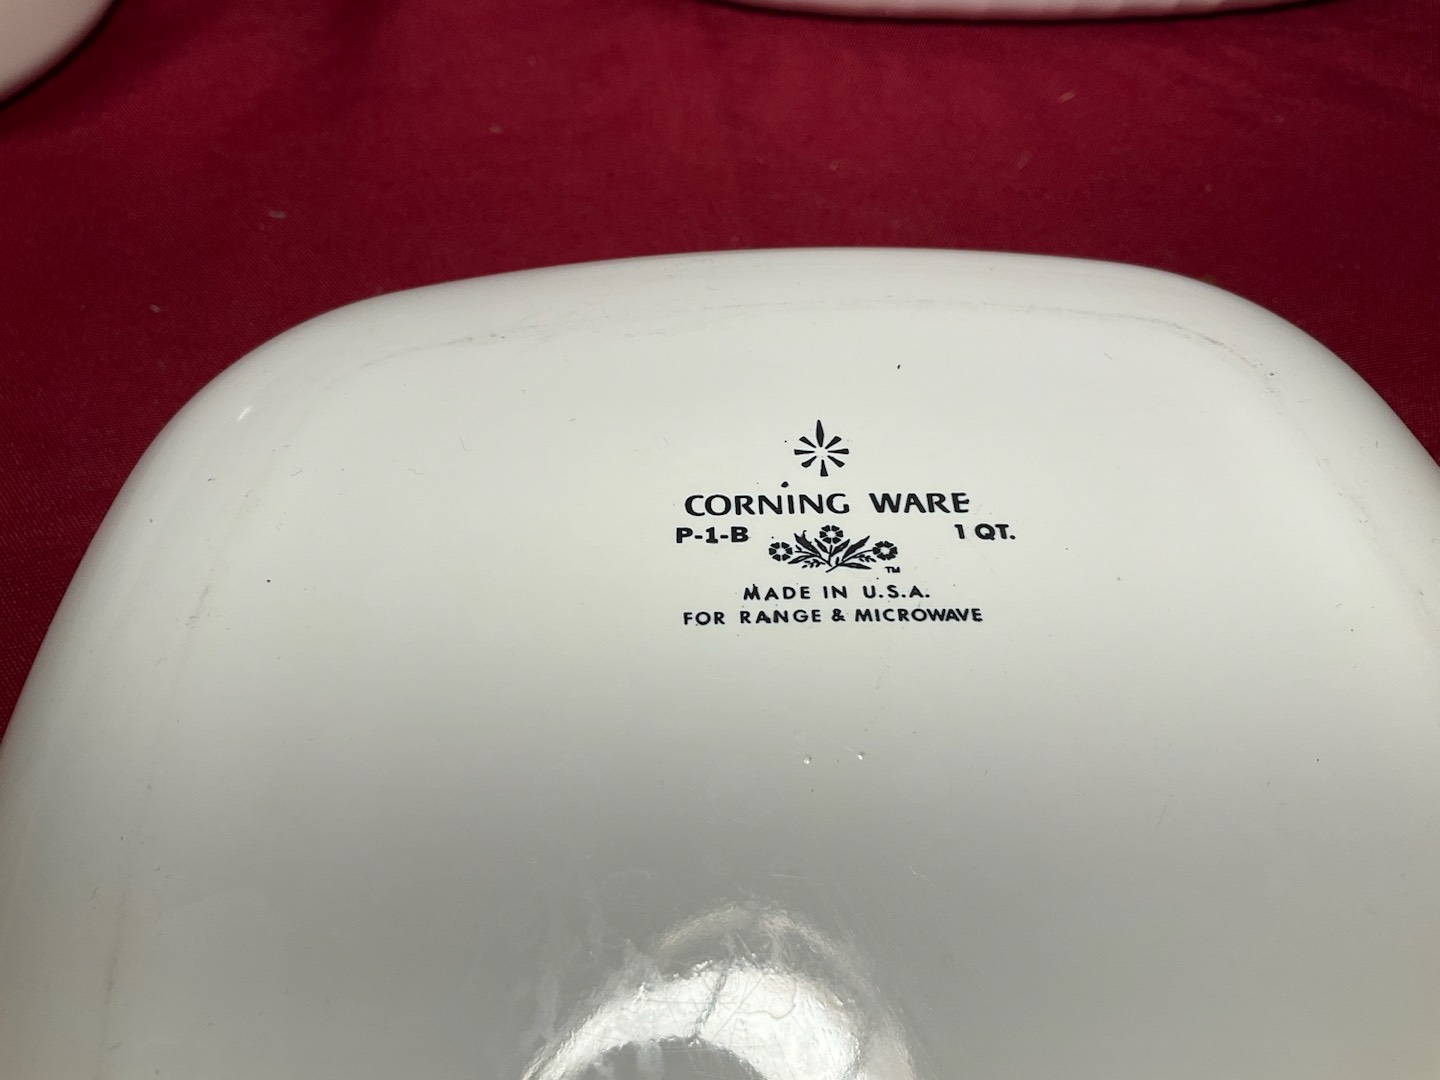 CORNING WARE
P-1-B 1 QT.
TM
MADE IN U.S.A.
FOR RANGE & MICROWAVE